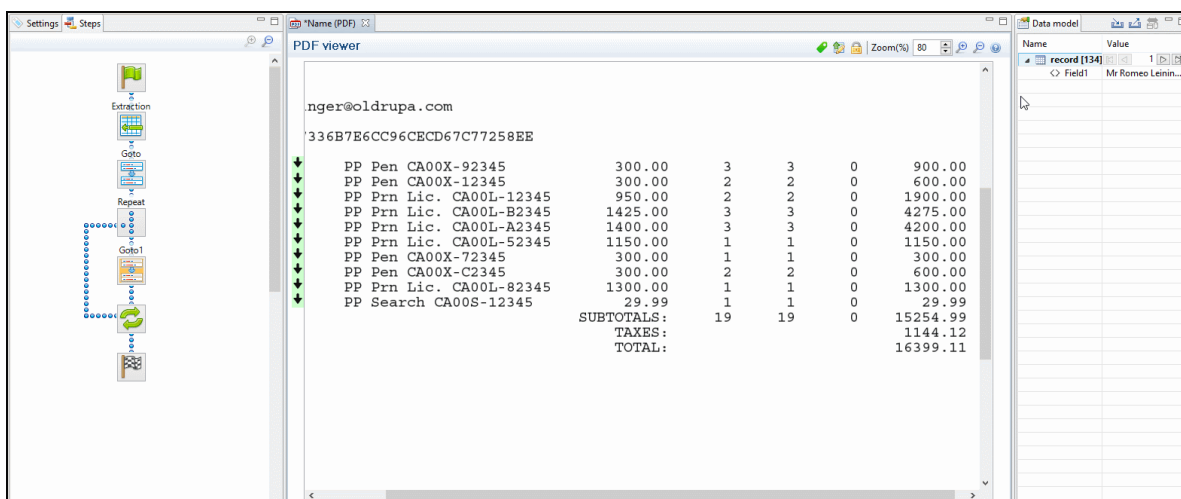 Settings Steps
Extraction
Goto
Repeat
Goto1
*Name (PDF)
PDF viewer
Zoom(%) 80
nger@oldrupa.com
336B7E6CC96CECD67C77258EE
PP Pen CA00X-92345 300.00 3 3 0 900.00
PP Pen CA00X-12345 300.00 2 2 0 600.00
PP Prn Lic. CA00L-12345 950.00 2 2 0 1900.00
PP Prn Lic. CA00L-B2345 1425.00 3 3 0 4275.00
PP Prn Lic. CA00L-A2345 1400.00 3 3 0 4200.00
PP Prn Lic. CA00L-52345 1150.00 1 1 0 1150.00
PP Pen CA00X-72345 300.00 1 1 0 300.00
PP Pen CA00X-C2345 300.00 2 2 0 600.00
PP Prn Lic. CA00L-82345 1300.00 1 1 0 1300.00
PP Search CA00S-12345 29.99 1 1 0 29.99
SUBTOTALS: 19 19 0 15254.99
TAXES: 1144.12
TOTAL: 16399.11
Data model
Name Value
record [134] 1
Field1 Mr Romeo Leinin...